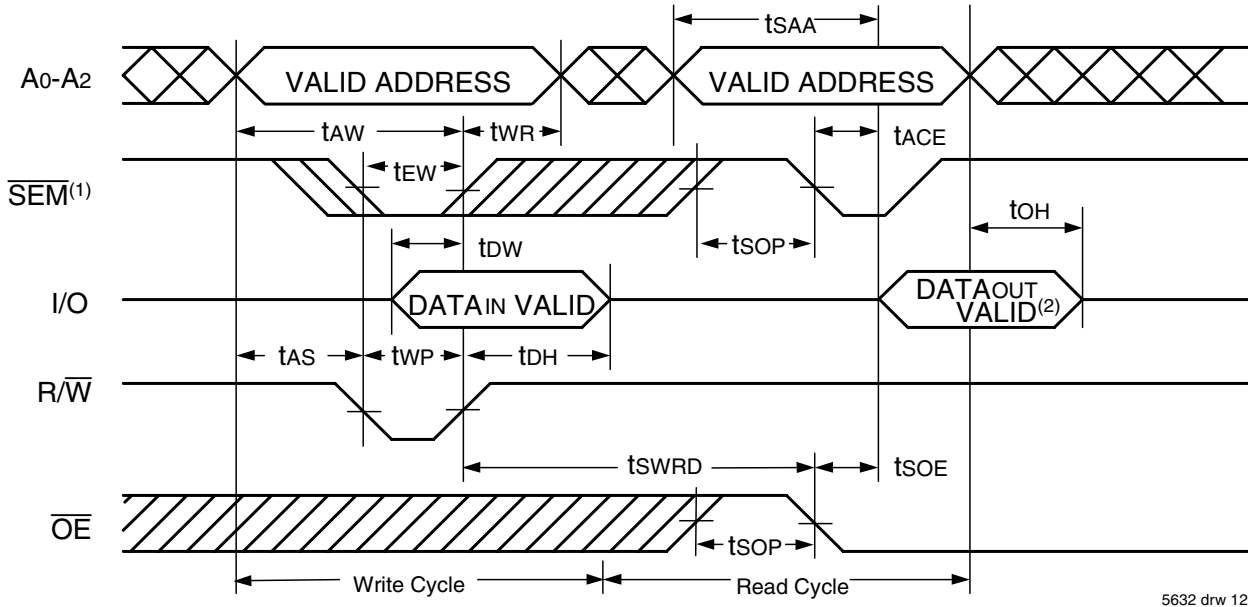 tSAA
A0-A2
VALID ADDRESS
VALID ADDRESS
tAW
tWR
tACE
SEM(1)
tEW
tSOP
tOH
tDW
I/O
DATAIN VALID
DATAOUT
VALID(2)
tAS
tWP
tDH
R/W
tSWRD
tSOE
OE
tSOP
Write Cycle
Read Cycle
5632 drw 12